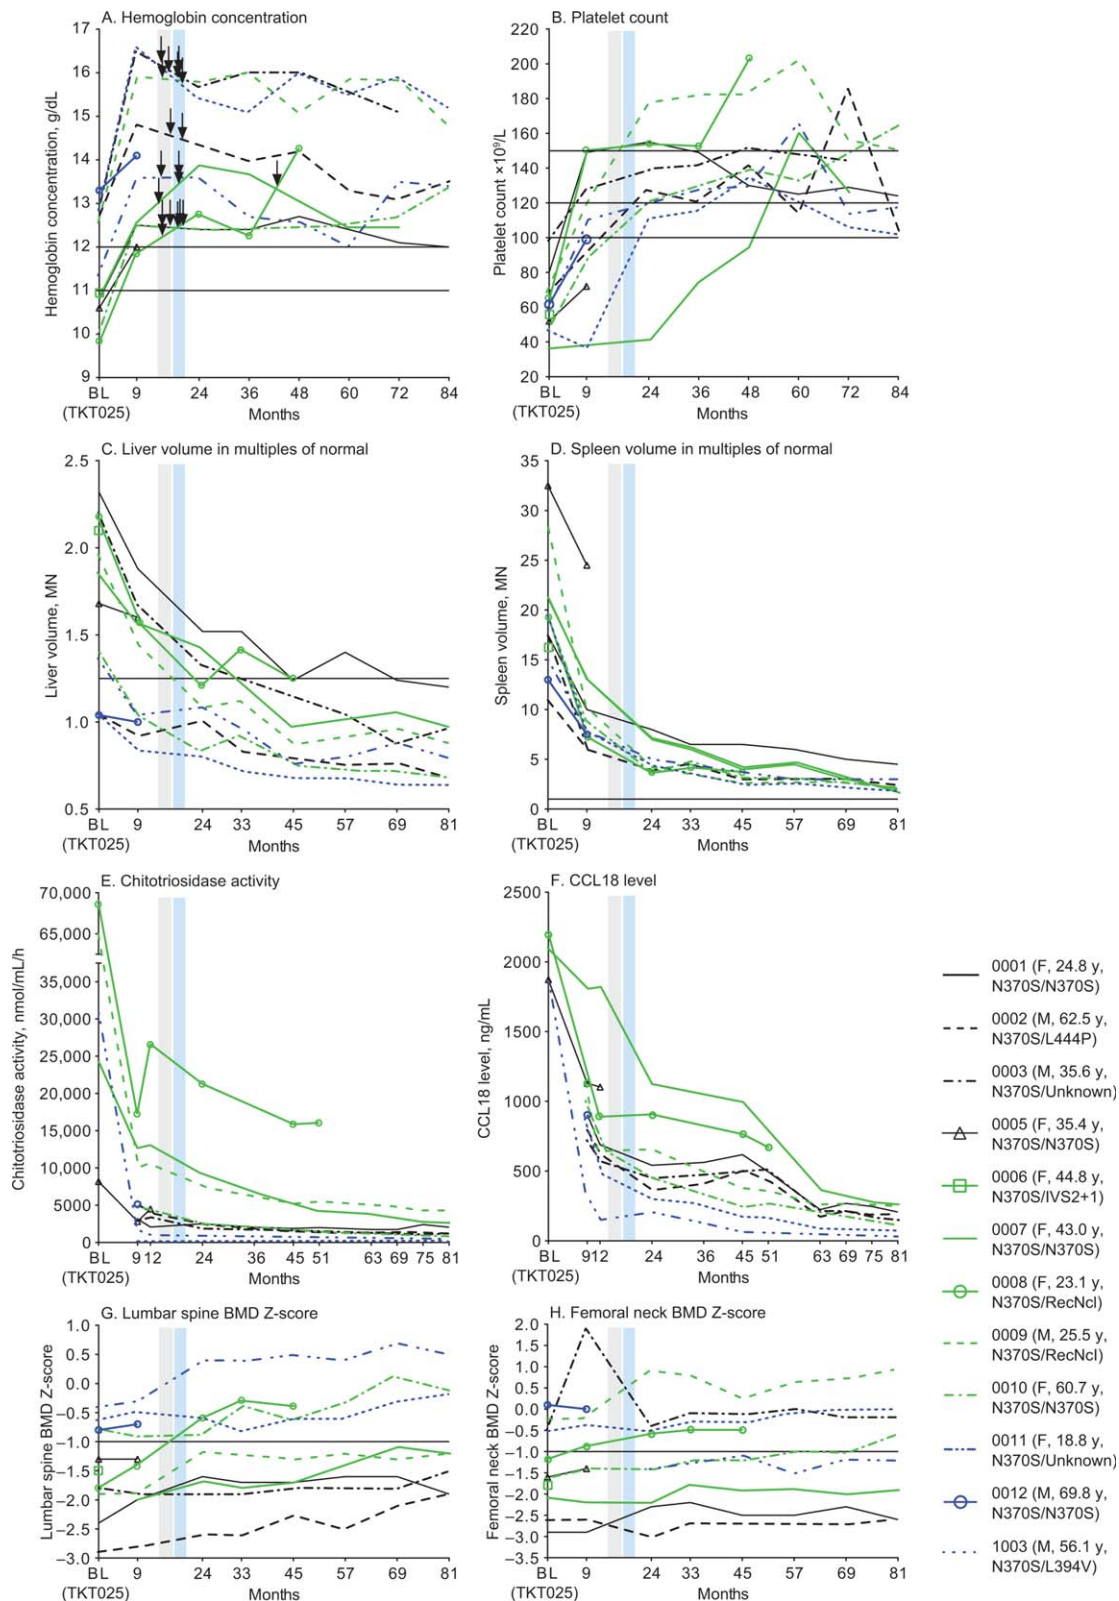 A. Hemoglobin concentration
Hemoglobin concentration, g/dL
17
16
15
14
13
12
11
10
9
BL 9 24 36 48 60 72 84
(TKT025) Months
B. Platelet count
Platelet count ×10⁹/L
220
200
180
160
140
120
100
80
60
40
20
BL 9 24 36 48 60 72 84
(TKT025) Months
C. Liver volume in multiples of normal
Liver volume, MN
2.5
2.0
1.5
1.0
0.5
BL 9 24 33 45 57 69 81
(TKT025) Months
D. Spleen volume in multiples of normal
Spleen volume, MN
35
30
25
20
15
10
5
0
BL 9 24 33 45 57 69 81
(TKT025) Months
E. Chitotriosidase activity
Chitotriosidase activity, nmol/mL/h
70,000
65,000
35,000
30,000
25,000
20,000
15,000
10,000
5000
0
BL 9 12 24 36 45 51 63 69 75 81
(TKT025) Months
F. CCL18 level
CCL18 level, ng/mL
2500
2000
1500
1000
500
0
BL 912 24 36 45 51 63 69 81
(TKT025) Months
G. Lumbar spine BMD Z-score
Lumbar spine BMD Z-score
1.0
0.5
0.0
–0.5
–1.0
–1.5
–2.0
–2.5
–3.0
BL 9 24 33 45 57 69 81
(TKT025) Months
H. Femoral neck BMD Z-score
Femoral neck BMD Z-score
2.0
1.5
1.0
0.5
0.0
–0.5
–1.0
–1.5
–2.0
–2.5
–3.0
–3.5
BL 9 24 33 45 57 69 81
(TKT025) Months
0001 (F, 24.8 y,
N370S/N370S)
0002 (M, 62.5 y,
N370S/L444P)
0003 (M, 35.6 y,
N370S/Unknown)
0005 (F, 35.4 y,
N370S/N370S)
0006 (F, 44.8 y,
N370S/IVS2+1)
0007 (F, 43.0 y,
N370S/N370S)
0008 (F, 23.1 y,
N370S/RecNcI)
0009 (M, 25.5 y,
N370S/RecNcI)
0010 (F, 60.7 y,
N370S/N370S)
0011 (F, 18.8 y,
N370S/Unknown)
0012 (M, 69.8 y,
N370S/N370S)
1003 (M, 56.1 y,
N370S/L394V)